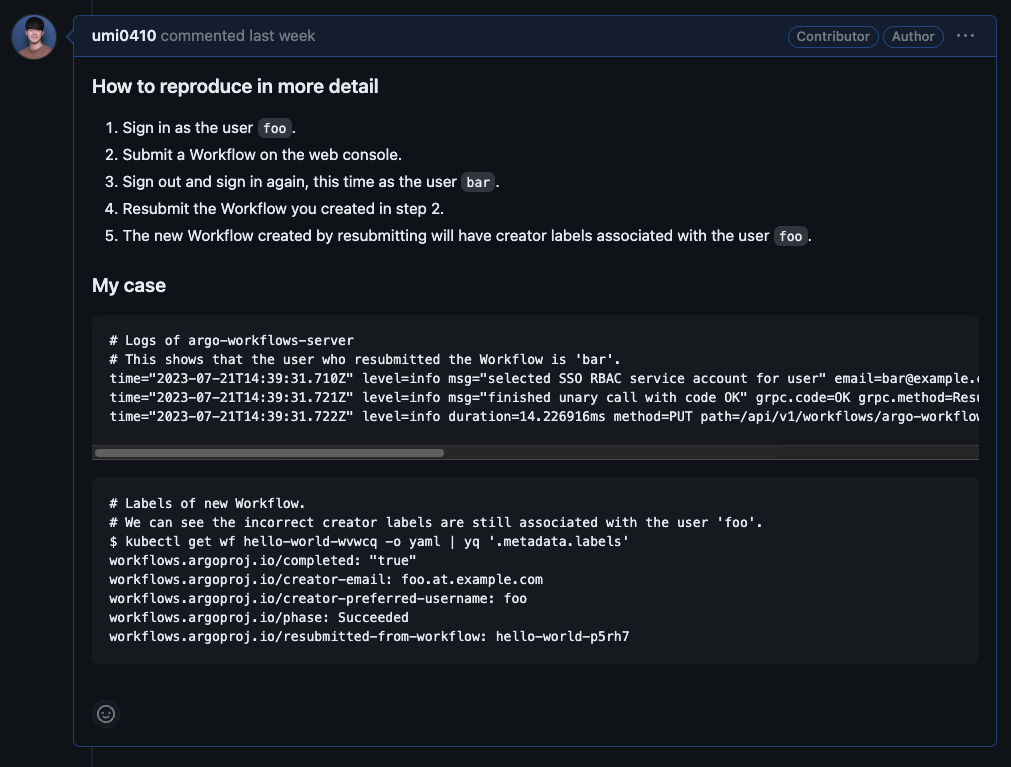 umi0410 commented last week
Contributor
Author
How to reproduce in more detail
1. Sign in as the user foo.
2. Submit a Workflow on the web console.
3. Sign out and sign in again, this time as the user bar.
4. Resubmit the Workflow you created in step 2.
5. The new Workflow created by resubmitting will have creator labels associated with the user foo.
My case
# Logs of argo-workflows-server
# This shows that the user who resubmitted the Workflow is 'bar'.
time="2023-07-21T14:39:31.710Z" level=info msg="selected SSO RBAC service account for user" email=bar@example.
time="2023-07-21T14:39:31.721Z" level=info msg="finished unary call with code OK" grpc.code=OK grpc.method=Resu
time="2023-07-21T14:39:31.722Z" level=info duration=14.226916ms method=PUT path=/api/v1/workflows/argo-workflow
# Labels of new Workflow.
# We can see the incorrect creator labels are still associated with the user 'foo'.
$ kubectl get wf hello-world-wvwcq -o yaml | yq '.metadata.labels'
workflows.argoproj.io/completed: "true"
workflows.argoproj.io/creator-email: foo.at.example.com
workflows.argoproj.io/creator-preferred-username: foo
workflows.argoproj.io/phase: Succeeded
workflows.argoproj.io/resubmitted-from-workflow: hello-world-p5rh7